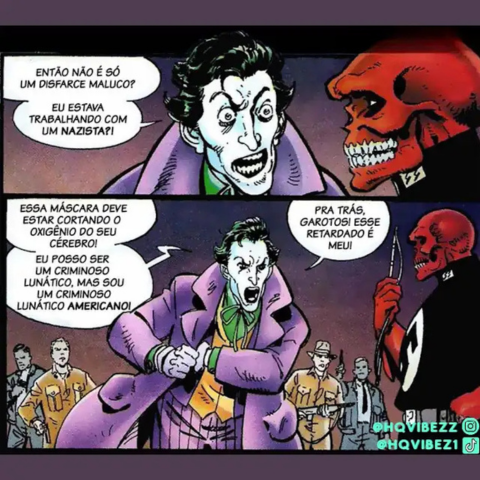 ENTÃO NÃO É SÓ
UM DISFARCE MALUCO?
EU ESTAVA
TRABALHANDO COM
UM NAZISTA?!
ESSA MÁSCARA DEVE
ESTAR CORTANDO O
OXIGÊNIO DO SEU
CÉREBRO!
EU POSSO SER
UM CRIMINOSO
LUNÁTICO, MAS SOU
UM CRIMINOSO
LUNÁTICO AMERICANO!
PRA TRÁS,
GAROTOS! ESSE
RETARDADO É
MEU!
@HQVIBEZZ
@HQVIBEZ1